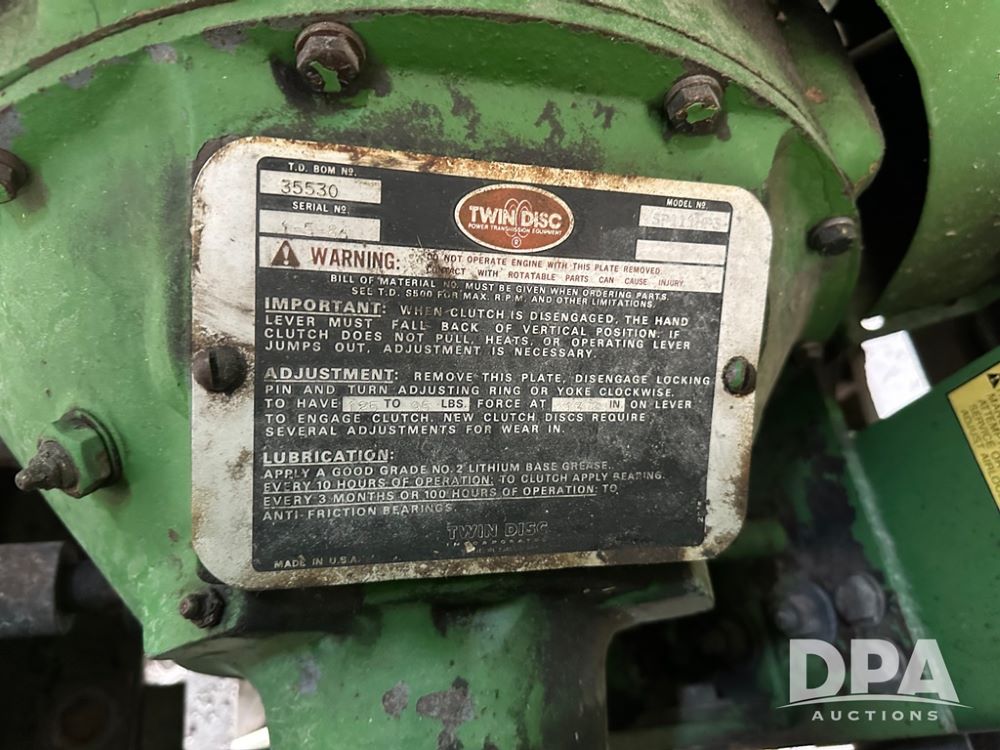 T.D. BOM Nº.
35530
SERIAL Nº.
TWIN DISC
POWER TRANSMISSION EQUIPMENT
®
MODEL Nº.
WARNING: DO NOT OPERATE ENGINE WITH THIS PLATE REMOVED.
CONTACT WITH ROTATABLE PARTS CAN CAUSE INJURY.
BILL OF MATERIAL NO. MUST BE GIVEN WHEN ORDERING PARTS.
SEE T.D. S500 FOR MAX. R.P.M. AND OTHER LIMITATIONS.
IMPORTANT: WHEN CLUTCH IS DISENGAGED, THE HAND
LEVER MUST FALL BACK OF VERTICAL POSITION. IF
CLUTCH DOES NOT PULL, HEATS, OR OPERATING LEVER
JUMPS OUT, ADJUSTMENT IS NECESSARY.
ADJUSTMENT: REMOVE THIS PLATE, DISENGAGE LOCKING
PIN AND TURN ADJUSTING RING OR YOKE CLOCKWISE.
TO HAVE TO LBS. FORCE AT IN ON LEVER
TO ENGAGE CLUTCH. NEW CLUTCH DISCS REQUIRE
SEVERAL ADJUSTMENTS FOR WEAR IN.
LUBRICATION:
APPLY A GOOD GRADE NO. 2 LITHIUM BASE GREASE.
EVERY 10 HOURS OF OPERATION: TO CLUTCH APPLY BEARING.
EVERY 3 MONTHS OR 100 HOURS OF OPERATION: TO
ANTI-FRICTION BEARINGS.
TWIN DISC
INCORPORATED
MADE IN U.S.A.
DPA
AUCTIONS